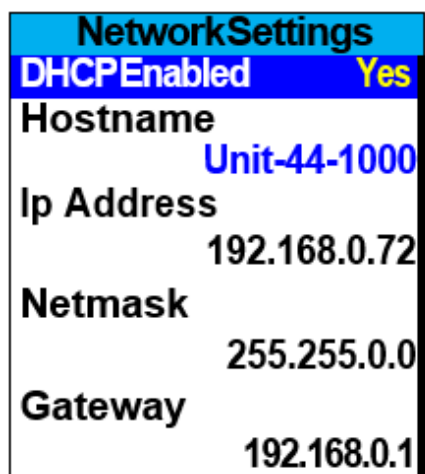 NetworkSettings
DHCPEnabled Yes
Hostname
Unit-44-1000
Ip Address
192.168.0.72
Netmask
255.255.0.0
Gateway
192.168.0.1